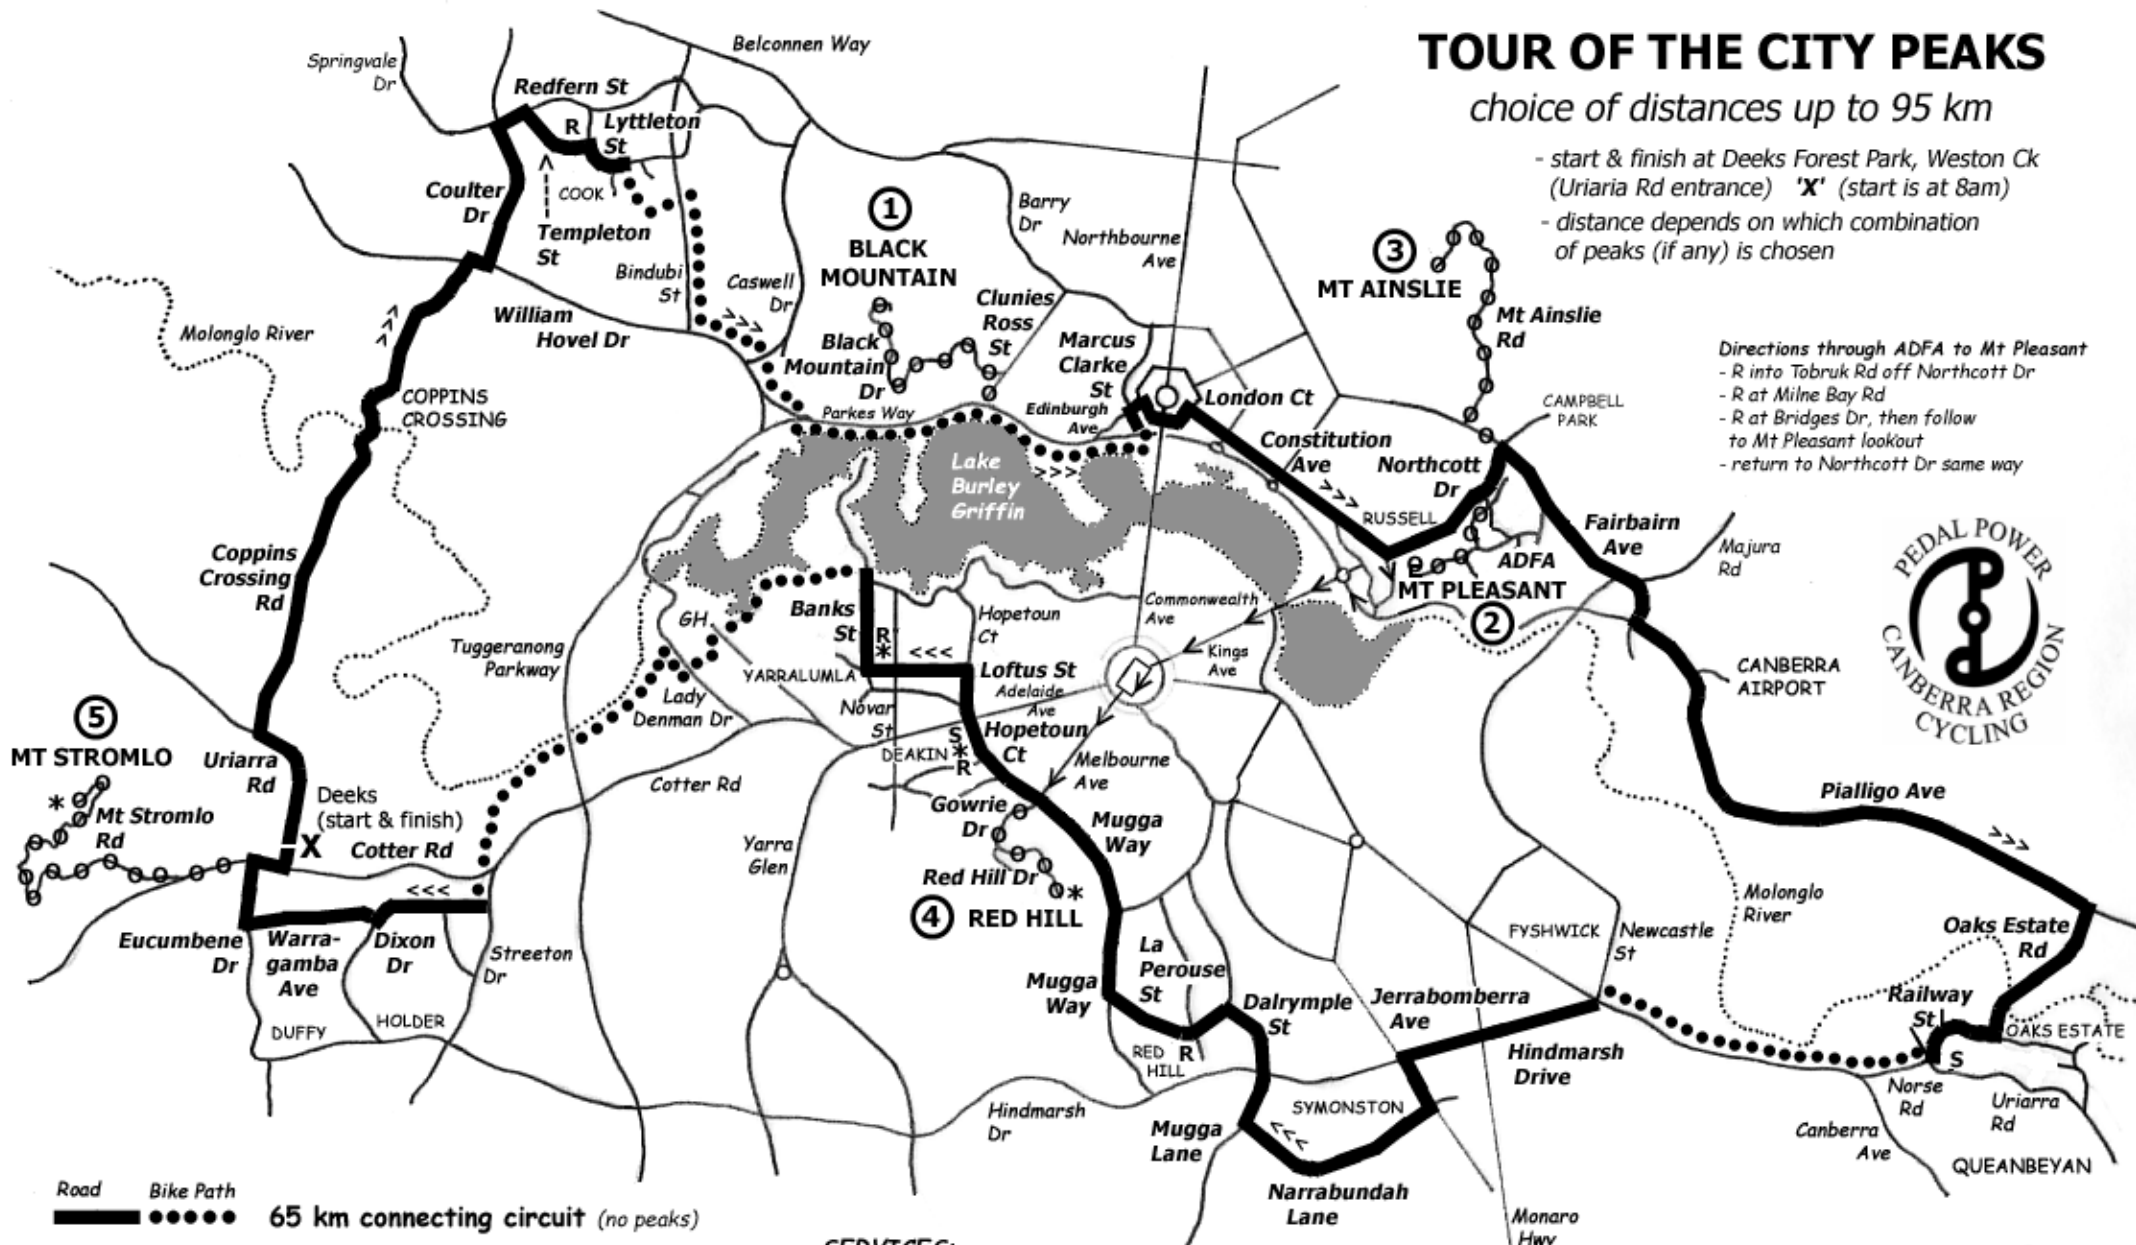 TOUR OF THE CITY PEAKS
choice of distances up to 95 km
- start & finish at Deeks Forest Park, Weston Ck
(Uriaria Rd entrance) 'X' (start is at 8am)
- distance depends on which combination
of peaks (if any) is chosen
Directions through ADFA to Mt Pleasant
- R into Tobruk Rd off Northcott Dr
- R at Milne Bay Rd
- R at Bridges Dr, then follow
to Mt Pleasant lookout
- return to Northcott Dr same way
PEDAL POWER
CANBERRA REGION
CYCLING
Springvale
Dr
Redfern St
Belconnen Way
R
Lyttleton
St
COOK
Coulter
Dr
Templeton
St
Bindubi
St
Caswell
Dr
>>>
William
Hovel Dr
Molonglo River
>>>
COPPINS
CROSSING
1
BLACK
MOUNTAIN
Black
Mountain
Dr
Clunies
Ross
St
Barry
Dr
Northbourne
Ave
Marcus
Clarke
St
Edinburgh
Ave
London Ct
Parkes Way
Lake
Burley
Griffin
>>>
Constitution
Ave
>>>
3
MT AINSLIE
Mt Ainslie
Rd
CAMPBELL
PARK
Northcott
Dr
RUSSELL
ADFA
Fairbairn
Ave
Majura
Rd
E
MT PLEASANT
2
Coppins
Crossing
Rd
Tuggeranong
Parkway
GH
Banks
St
R
*
<<<
Hopetoun
Ct
Commonwealth
Ave
Kings
Ave
YARRALUMLA
Loftus St
Adelaide
Ave
Lady
Denman Dr
Novar
St
Hopetoun
Ct
S
*
R
DEAKIN
Melbourne
Ave
CANBERRA
AIRPORT
5
MT STROMLO
*
Mt Stromlo
Rd
Uriarra
Rd
Deeks
(start & finish)
X
Cotter Rd
<<<
Cotter Rd
Yarra
Glen
Gowrie
Dr
Mugga
Way
Red Hill Dr
*
4
RED HILL
Pialligo Ave
>>>
Molonglo
River
Eucumbene
Dr
Warra-
gamba
Ave
Dixon
Dr
Streeton
Dr
DUFFY
HOLDER
Mugga
Way
La
Perouse
St
Dalrymple
St
Jerrabomberra
Ave
FYSHWICK
Newcastle
St
Oaks Estate
Rd
Railway
St
OAKS ESTATE
S
RED
HILL
R
Hindmarsh
Drive
Hindmarsh
Dr
SYMONSTON
<<<
Mugga
Lane
Narrabundah
Lane
Monaro
Hwy
Norse
Rd
Uriarra
Rd
Canberra
Ave
QUEANBEYAN
Road
Bike Path
65 km connecting circuit (no peaks)
SERVICES: